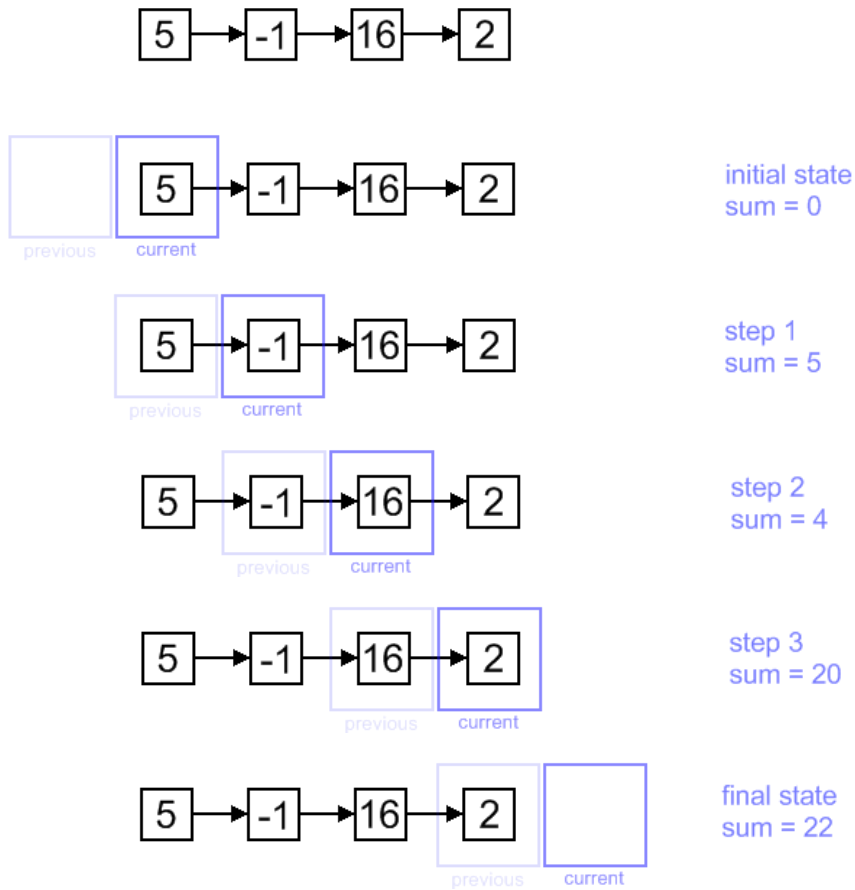 5 -1 16 2
5 -1 16 2
initial state
sum = 0
previous current
5 -1 16 2
step 1
sum = 5
previous current
5 -1 16 2
step 2
sum = 4
previous current
5 -1 16 2
step 3
sum = 20
previous current
5 -1 16 2
final state
sum = 22
previous current